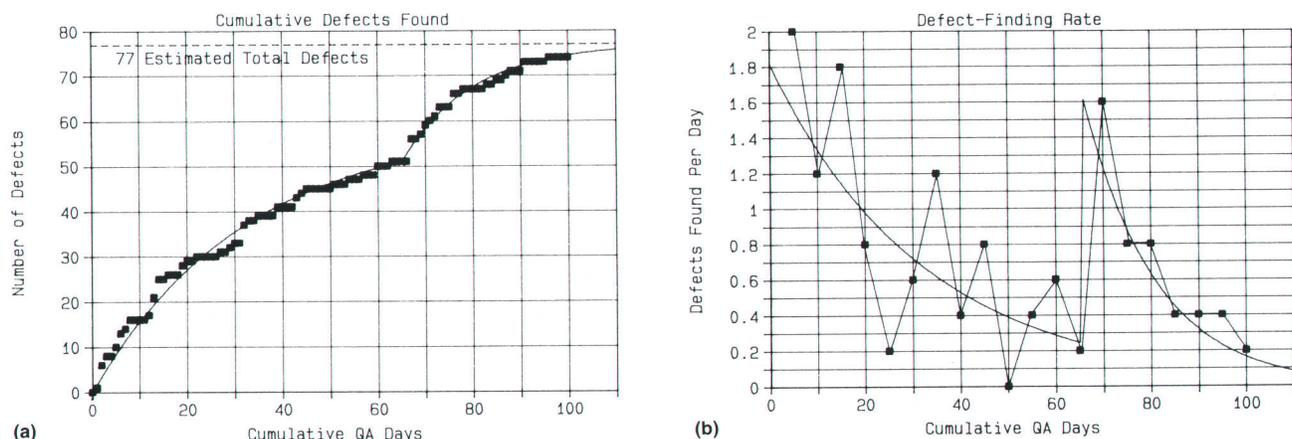 Cumulative Defects Found
80
70
60
50
40
30
20
10
0
77 Estimated Total Defects
Number of Defects
0 20 40 60 80 100
Cumulative QA Days
(a)
Defect-Finding Rate
2
1.8
1.6
1.4
1.2
1
0.8
0.6
0.4
0.2
0
Defects Found Per Day
0 20 40 60 80 100
Cumulative QA Days
(b)